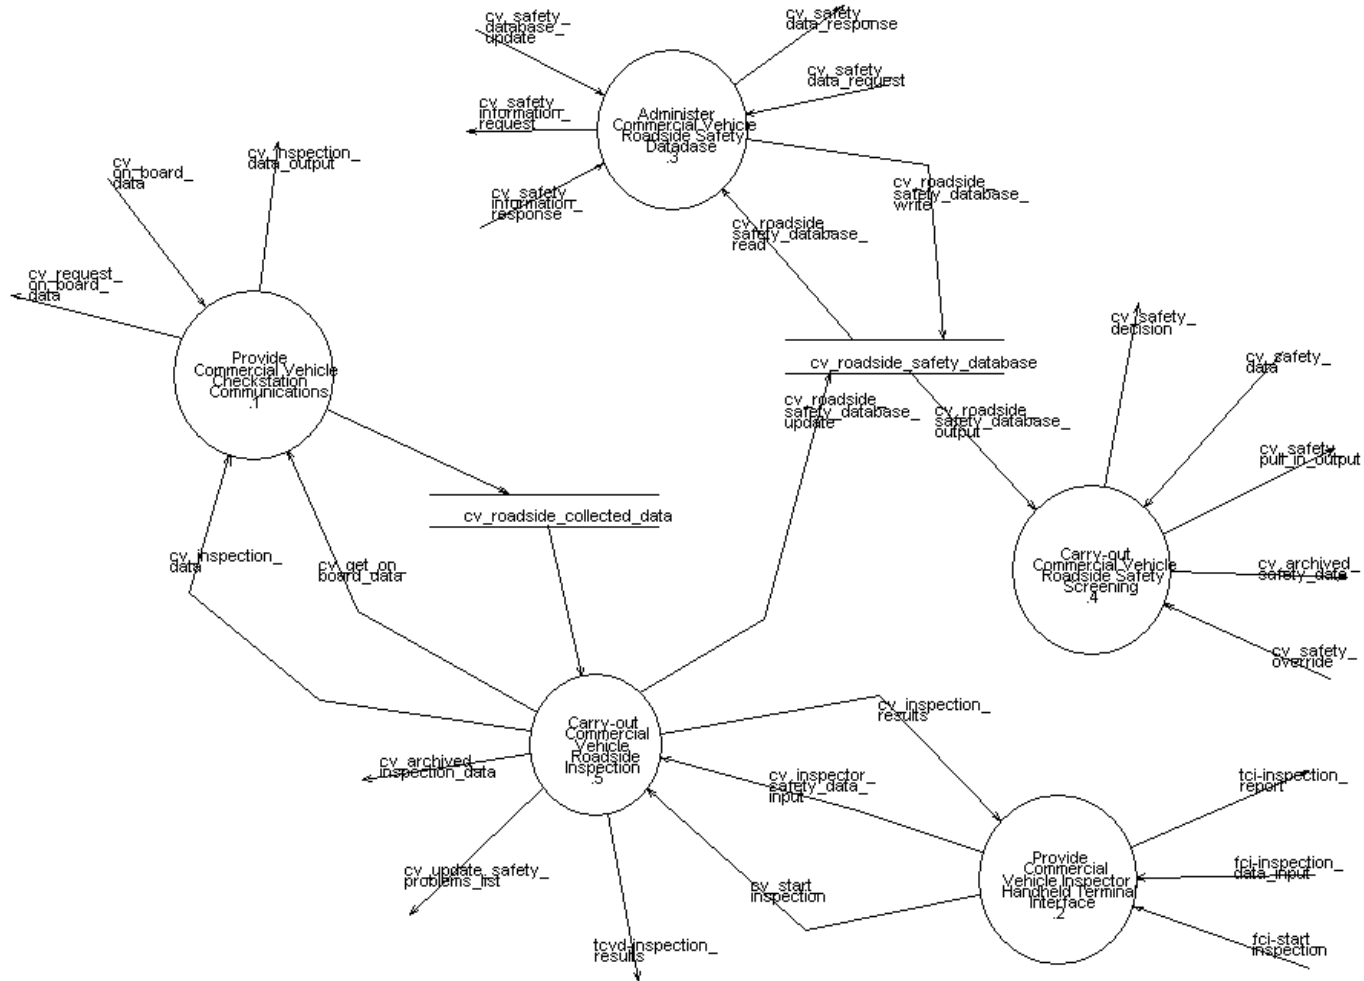 cv_safety_
database_
update
cv_safety_
data_response
cv_safety_
data_request
cv_safety_
information_
request
Administer
Commercial Vehicle
Roadside Safety
Datadase
.3
cv_inspection_
data_output
cv_
on_board_
data
cv_safety_
information_
response
cv_roadside_
safety_database_
write
cv_roadside_
safety_database_
read
cv_request_
on_board_
data
cv_safety_
decision
Provide
Commercial Vehicle
Checkstation
Communications
.1
cv_roadside_safety_database
cv_safety_
data
cv_roadside_
safety_database_
update
cv_roadside_
safety_database_
output
cv_safety_
pull_in_output
cv_roadside_collected_data
cv_inspection_
data
cv_get_on_
board_data
Carry-out
Commercial Vehicle
Roadside Safety
Screening
.4
cv_archived_
safety_data
cv_safety_
override
Carry-out
Commercial
Vehicle
Roadside
Inspection
.5
cv_inspection_
results
cv_archived_
inspection_data
cv_inspector_
safety_data_
input
tci-inspection_
report
cv_update_safety_
problems_list
cv_start_
inspection
Provide
Commercial
Vehicle Inspector
Handheld Terminal
Interface
.2
fci-inspection_
data_input
tcvd-inspection_
results
fci-start_
inspection